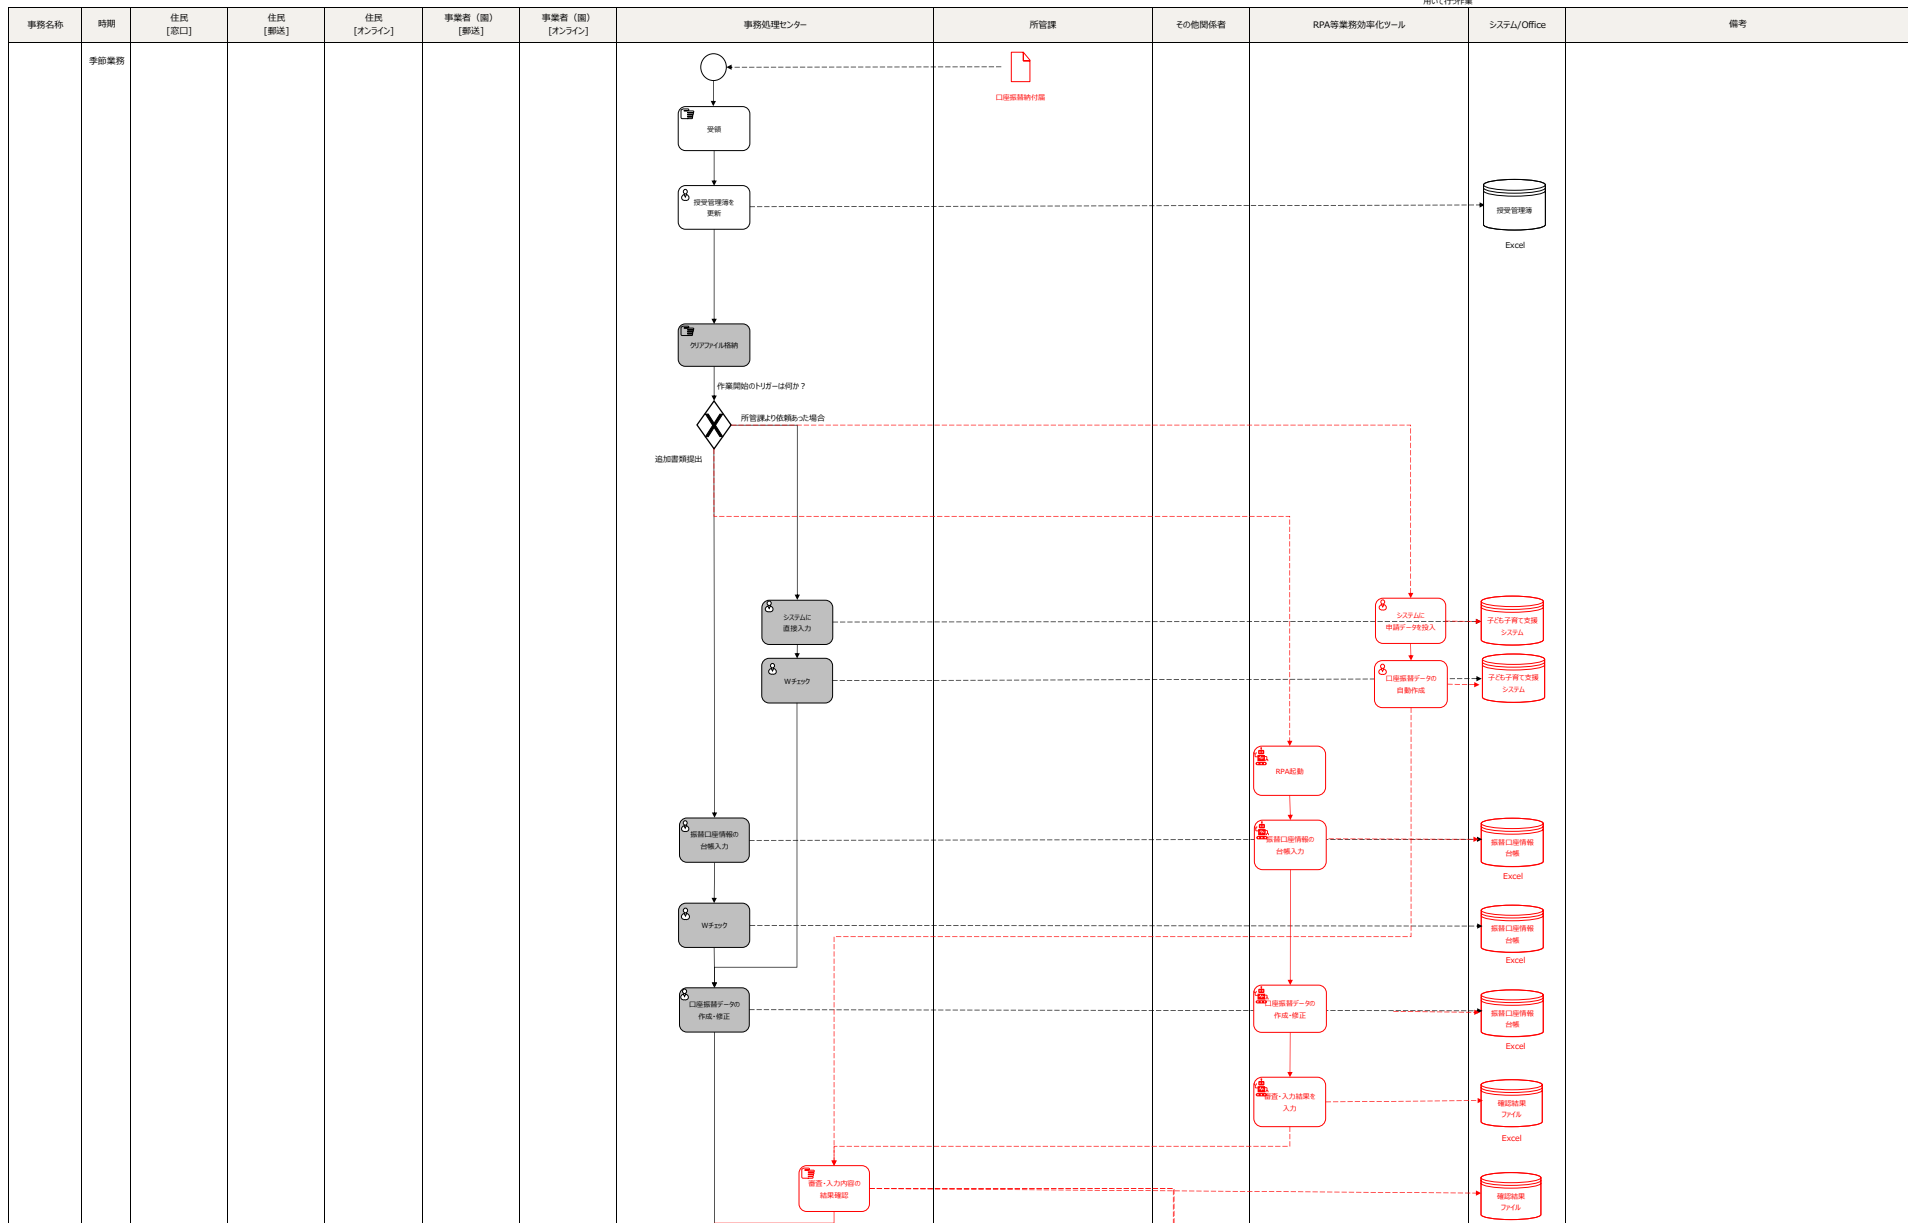 用いて行う作業
事務名称
時期
住民
[窓口]
住民
[郵送]
住民
[オンライン]
事業者（園）
[郵送]
事業者（園）
[オンライン]
事務処理センター
所管課
その他関係者
RPA等業務効率化ツール
システム/Office
備考
季節業務
口座振替納付届
受領
授受管理簿を
更新
授受管理簿
Excel
クリアファイル格納
作業開始のトリガーは何か？
所管課より依頼あった場合
追加書類提出
システムに
直接入力
システムに
申請データを投入
子ども子育て支援
システム
Wチェック
口座振替データの
自動作成
子ども子育て支援
システム
RPA起動
振替口座情報の
台帳入力
振替口座情報の
台帳入力
振替口座情報
台帳
Excel
Wチェック
振替口座情報
台帳
Excel
口座振替データの
作成・修正
口座振替データの
作成・修正
振替口座情報
台帳
Excel
審査・入力結果を
入力
確認結果
ファイル
Excel
審査・入力内容の
結果確認
確認結果
ファイル